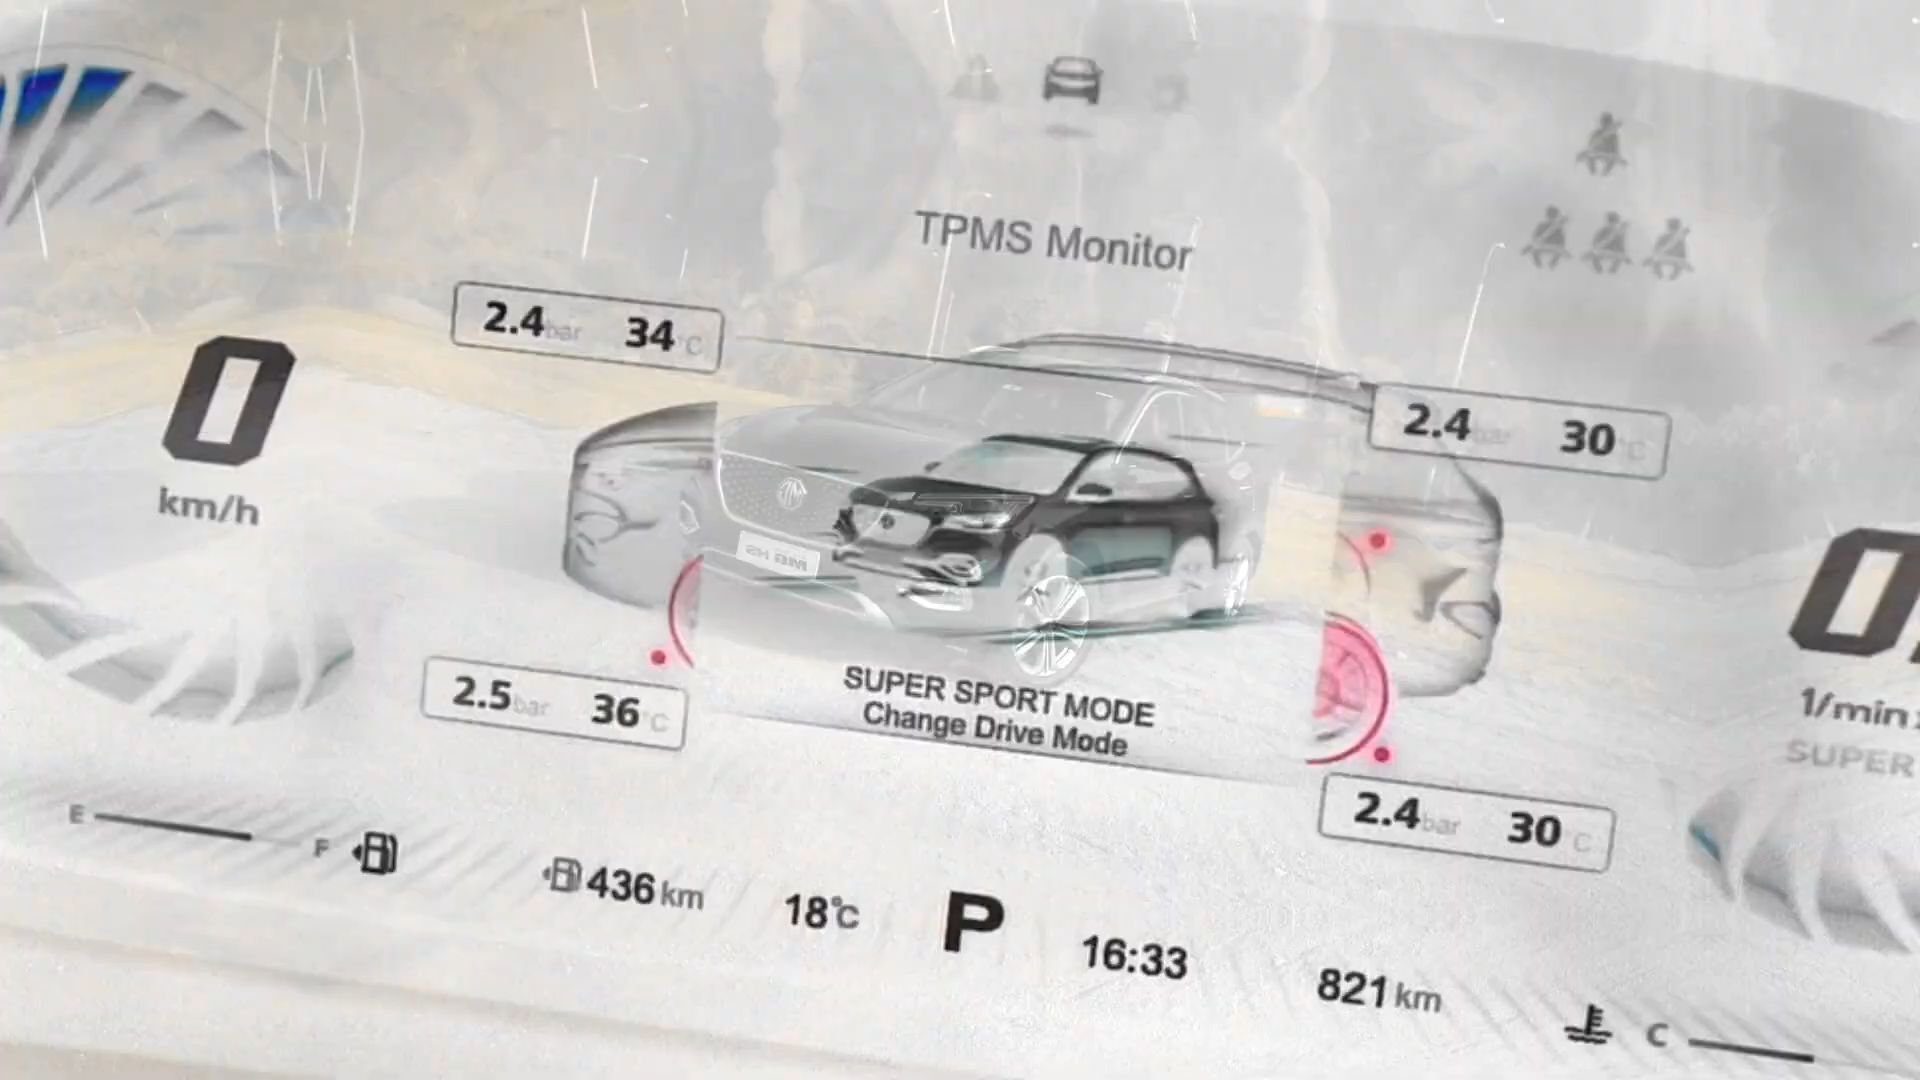 TPMS Monitor
2.4 bar 34 °C
2.4 bar 30 °C
0
km/h
2.5 bar 36 °C
2.4 bar 30 °C
SUPER SPORT MODE
Change Drive Mode
1/min
SUPER
E F
436 km
18°C
P
16:33
821 km
C